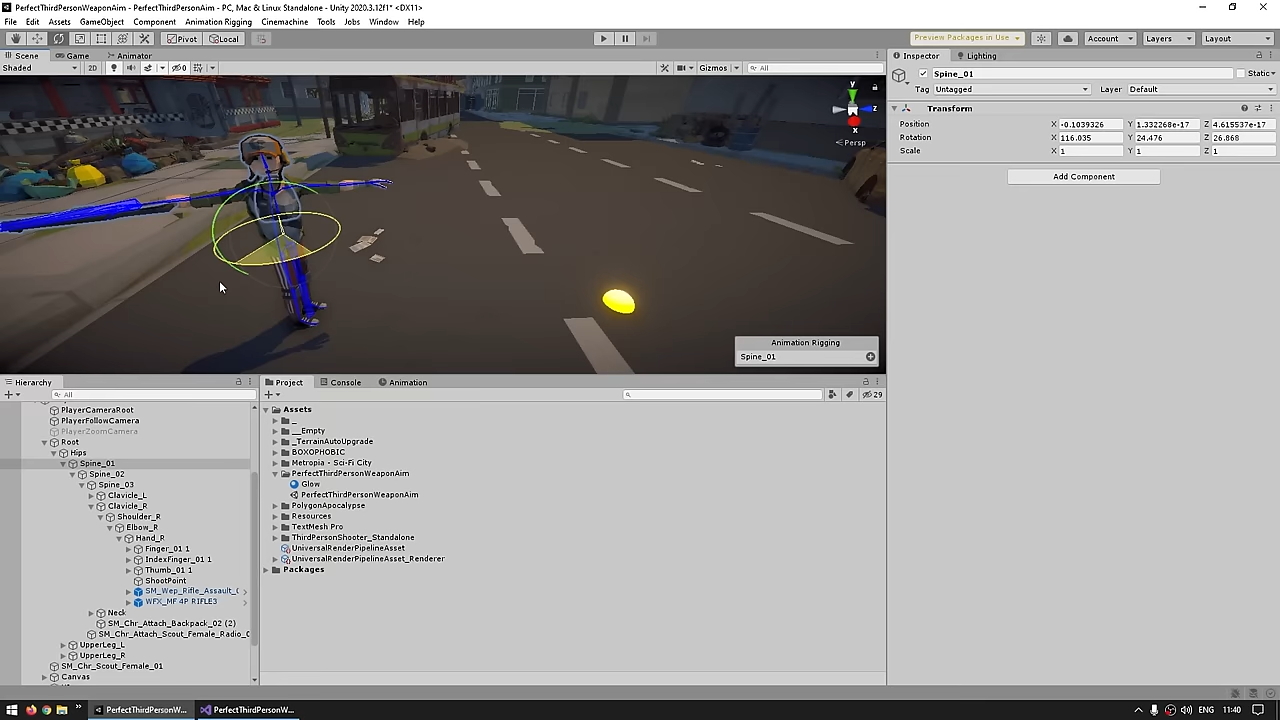 PerfectThirdPersonWeaponAim - PerfectThirdPersonAim - PC, Mac & Linux Standalone - Unity 2020.3.12f1* <DX11>
File Edit Assets GameObject Component Animation Rigging Cinemachine Tools Jobs Window Help
Pivot Local Preview Packages in Use Account Layers Layout
Scene Game Animator
Shaded 2D 0 Gizmos All
y
z
x
Persp
Animation Rigging
Spine_01
Inspector Lighting
Spine_01 Static
Tag Untagged Layer Default
Transform
Position X -0.1039326 Y 1.332268e-17 Z 4.615537e-17
Rotation X 116.035 Y 24.476 Z 26.868
Scale X 1 Y 1 Z 1
Add Component
Hierarchy
All
PlayerCameraRoot
PlayerFollowCamera
PlayerZoomCamera
Root
Hips
Spine_01
Spine_02
Spine_03
Clavicle_L
Clavicle_R
Shoulder_R
Elbow_R
Hand_R
Finger_01 1
IndexFinger_01 1
Thumb_01 1
ShootPoint
SM_Wep_Rifle_Assault_
WFX_MF 4P RIFLE3
Neck
SM_Chr_Attach_Backpack_02 (2)
SM_Chr_Attach_Scout_Female_Radio_0
UpperLeg_L
UpperLeg_R
SM_Chr_Scout_Female_01
Canvas
Project Console Animation
29
Assets
_
__Empty
_TerrainAutoUpgrade
BOXOPHOBIC
Metropia - Sci-Fi City
PerfectThirdPersonWeaponAim
Glow
PerfectThirdPersonWeaponAim
PolygonApocalypse
Resources
TextMesh Pro
ThirdPersonShooter_Standalone
UniversalRenderPipelineAsset
UniversalRenderPipelineAsset_Renderer
Packages
PerfectThirdPersonW... PerfectThirdPersonW... ENG 11:40